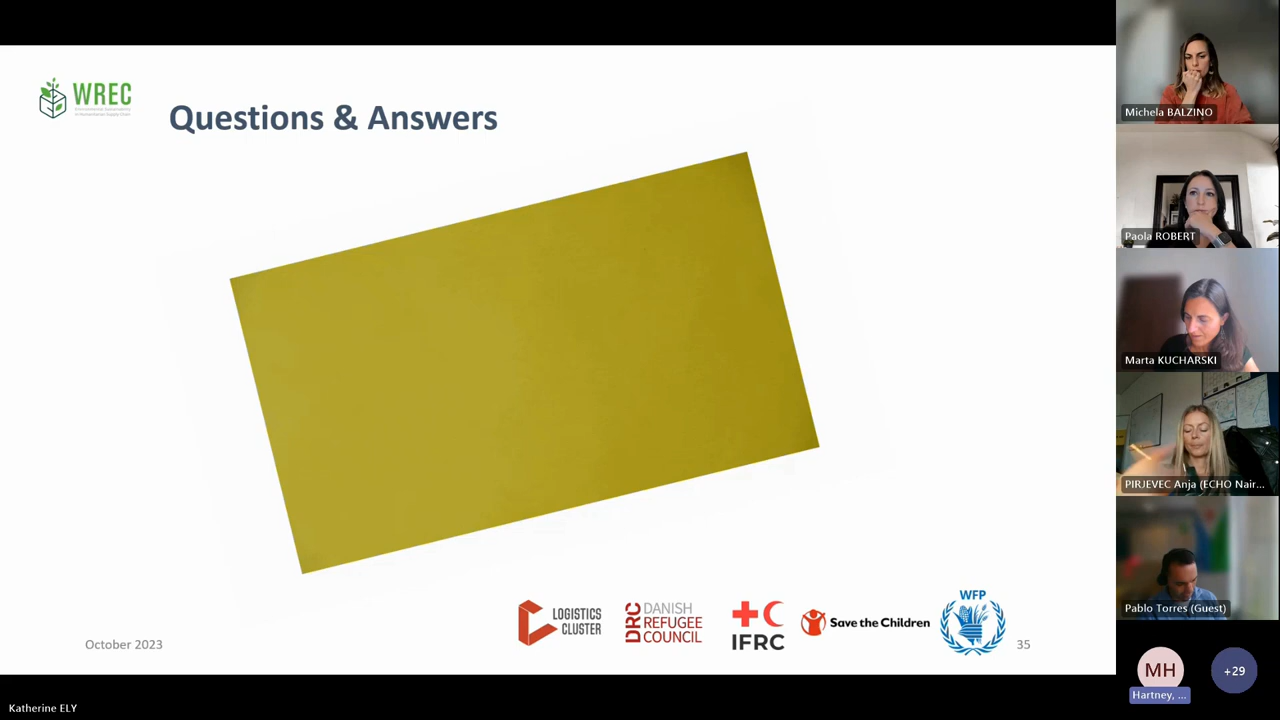 WREC
Questions & Answers
LOGISTICS
CLUSTER
DRC DANISH
REFUGEE
COUNCIL
IFRC
Save the Children
WFP
October 2023
35
Katherine ELY
Michela BALZINO
Paola ROBERT
Marta KUCHARSKI
PIRJEVEC Anja (ECHO Nair...
Pablo Torres (Guest)
MH
Hartney, ...
+29